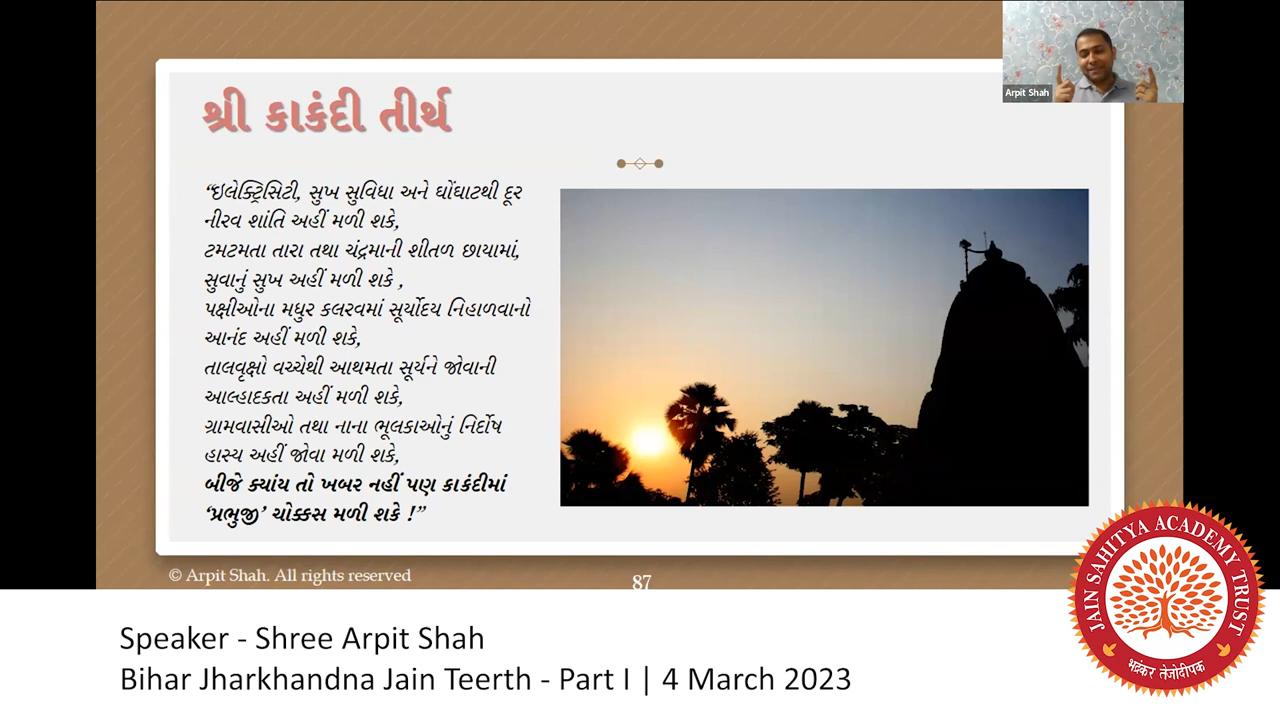 Arpit Shah
શ્રી કાકંદી તીર્થ
“ઇલેક્ટ્રિસિટી, સુખ સુવિધા અને ઘોંઘાટથી દૂર
નીરવ શાંતિ અહીં મળી શકે,
ટમટમતા તારા તથા ચંદ્રમાની શીતળ છાયામાં,
સુવાનું સુખ અહીં મળી શકે ,
પક્ષીઓના મધુર કલરવમાં સૂર્યોદય નિહાળવાનો
આનંદ અહીં મળી શકે,
તાલવૃક્ષો વચ્ચેથી આથમતા સૂર્યને જોવાની
આલ્હાદકતા અહીં મળી શકે,
ગ્રામવાસીઓ તથા નાના ભૂલકાઓનું નિર્દોષ
હાસ્ય અહીં જોવા મળી શકે,
બીજે ક્યાંય તો ખબર નહીં પણ કાકંદીમાં
‘પ્રભુજી’ ચોક્કસ મળી શકે !”
© Arpit Shah. All rights reserved
87
JAIN SAHITYA ACADEMY TRUST
भद्रंकर तेजोदीपक
Speaker - Shree Arpit Shah
Bihar Jharkhandna Jain Teerth - Part I | 4 March 2023